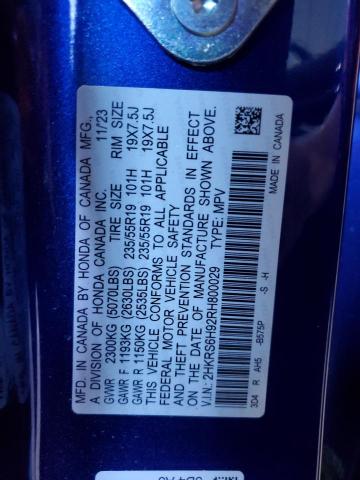 MFD. IN CANADA BY HONDA OF CANADA MFG.,
A DIVISION OF HONDA CANADA INC. 11/23
GVWR 2300KG (5070LBS) TIRE SIZE RIM SIZE
GAWR F 1193KG (2630LBS) 235/55R19 101H 19X7.5J
GAWR R 1150KG (2535LBS) 235/55R19 101H 19X7.5J
THIS VEHICLE CONFORMS TO ALL APPLICABLE
FEDERAL MOTOR VEHICLE SAFETY
AND THEFT PREVENTION STANDARDS IN EFFECT
ON THE DATE OF MANUFACTURE SHOWN ABOVE.
V.I.N.: 2HKRS6H92RH800029 TYPE: MPV
3D4 R AH5 -B575P -S -H MADE IN CANADA